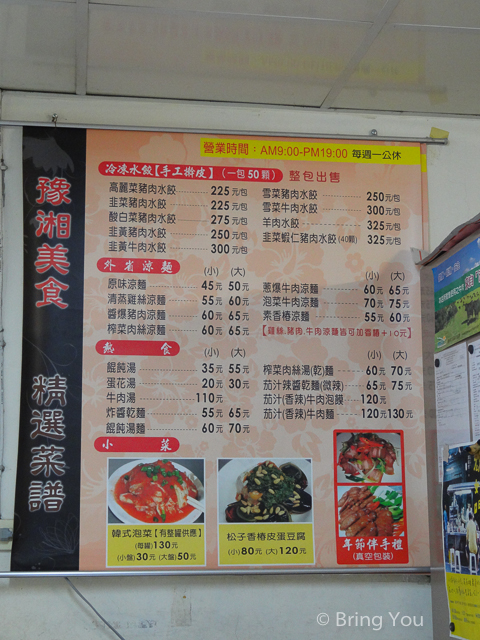 營業時間：AM9:00-PM19:00 每週一公休
豫湘美食 精選菜譜
冷凍水餃【手工擀皮】（一包50顆） 整包出售
高麗菜豬肉水餃 225元/包
韭菜豬肉水餃 225元/包
酸白菜豬肉水餃 275元/包
韭黃豬肉水餃 250元/包
韭黃牛肉水餃 300元/包
雪菜豬肉水餃 250元/包
雪菜牛肉水餃 300元/包
羊肉水餃 325元/包
韭菜蝦仁豬肉水餃(40顆) 325元/包
外省涼麵 (小) (大)
原味涼麵 45元 50元
清蒸雞絲涼麵 55元 60元
醬爆豬肉涼麵 60元 65元
榨菜肉絲涼麵 60元 65元
(小) (大)
蔥爆牛肉涼麵 60元 65元
泡菜牛肉涼麵 70元 75元
素香椿涼麵 55元 60元
【雞絲,豬肉,牛肉涼麵皆可加香椿+10元】
熱食 (小) (大)
餛飩湯 35元 55元
蛋花湯 20元 30元
牛肉湯 110元
炸醬乾麵 55元 65元
餛飩湯麵 60元 70元
(小) (大)
榨菜肉絲湯(乾)麵 60元 70元
茄汁辣醬乾麵(微辣) 65元 75元
茄汁(香辣)牛肉泡饃 120元
茄汁(香辣)牛肉麵 120元130元
小菜
韓式泡菜【有整罐供應】
(每罐)130元
(小盤)30元 (大盤)50元
松子香椿皮蛋豆腐
(小)80元 (大)120元
年節伴手禮
(真空包裝)
© Bring You